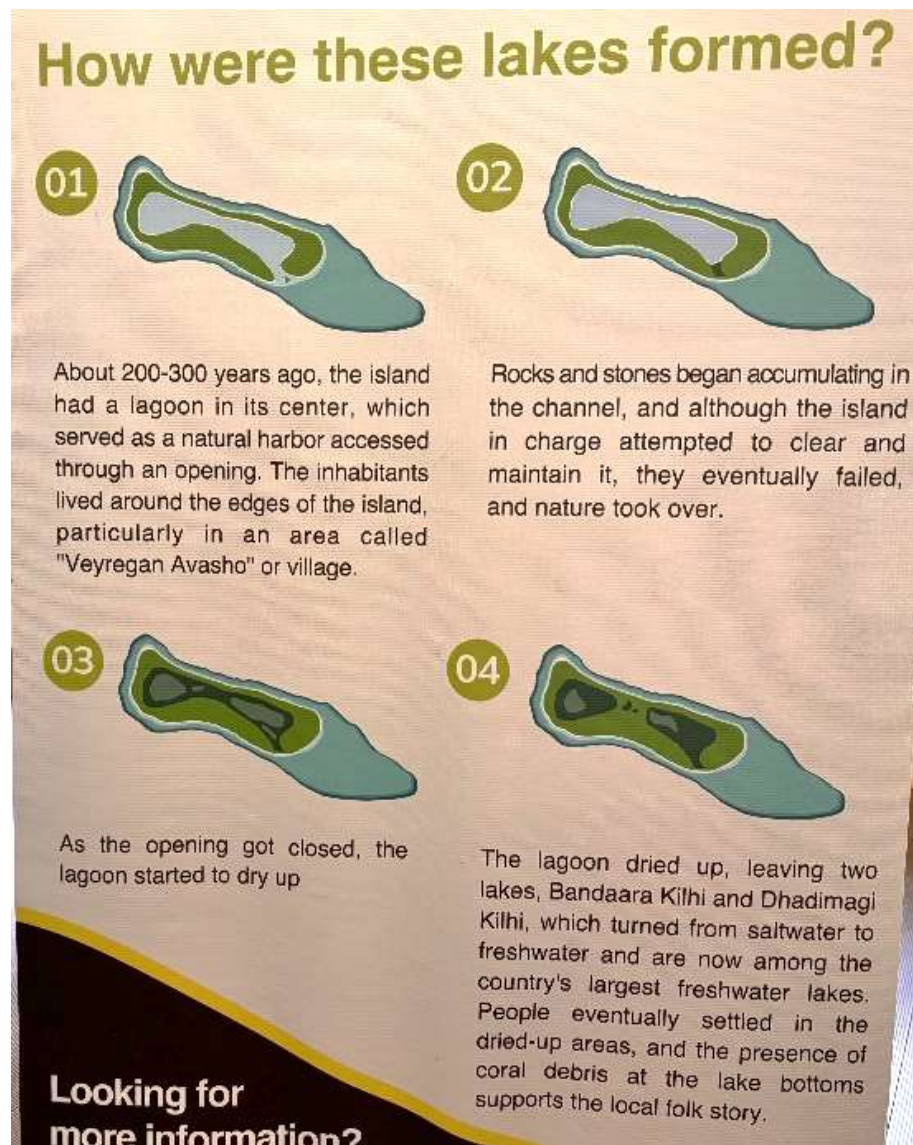 How were these lakes formed?
01
About 200-300 years ago, the island
had a lagoon in its center, which
served as a natural harbor accessed
through an opening. The inhabitants
lived around the edges of the island,
particularly in an area called
"Veyregan Avasho" or village.
02
Rocks and stones began accumulating in
the channel, and although the island
in charge attempted to clear and
maintain it, they eventually failed,
and nature took over.
03
As the opening got closed, the
lagoon started to dry up
04
The lagoon dried up, leaving two
lakes, Bandaara Kilhi and Dhadimagi
Kilhi, which turned from saltwater to
freshwater and are now among the
country's largest freshwater lakes.
People eventually settled in the
dried-up areas, and the presence of
coral debris at the lake bottoms
supports the local folk story.
Looking for
more information?